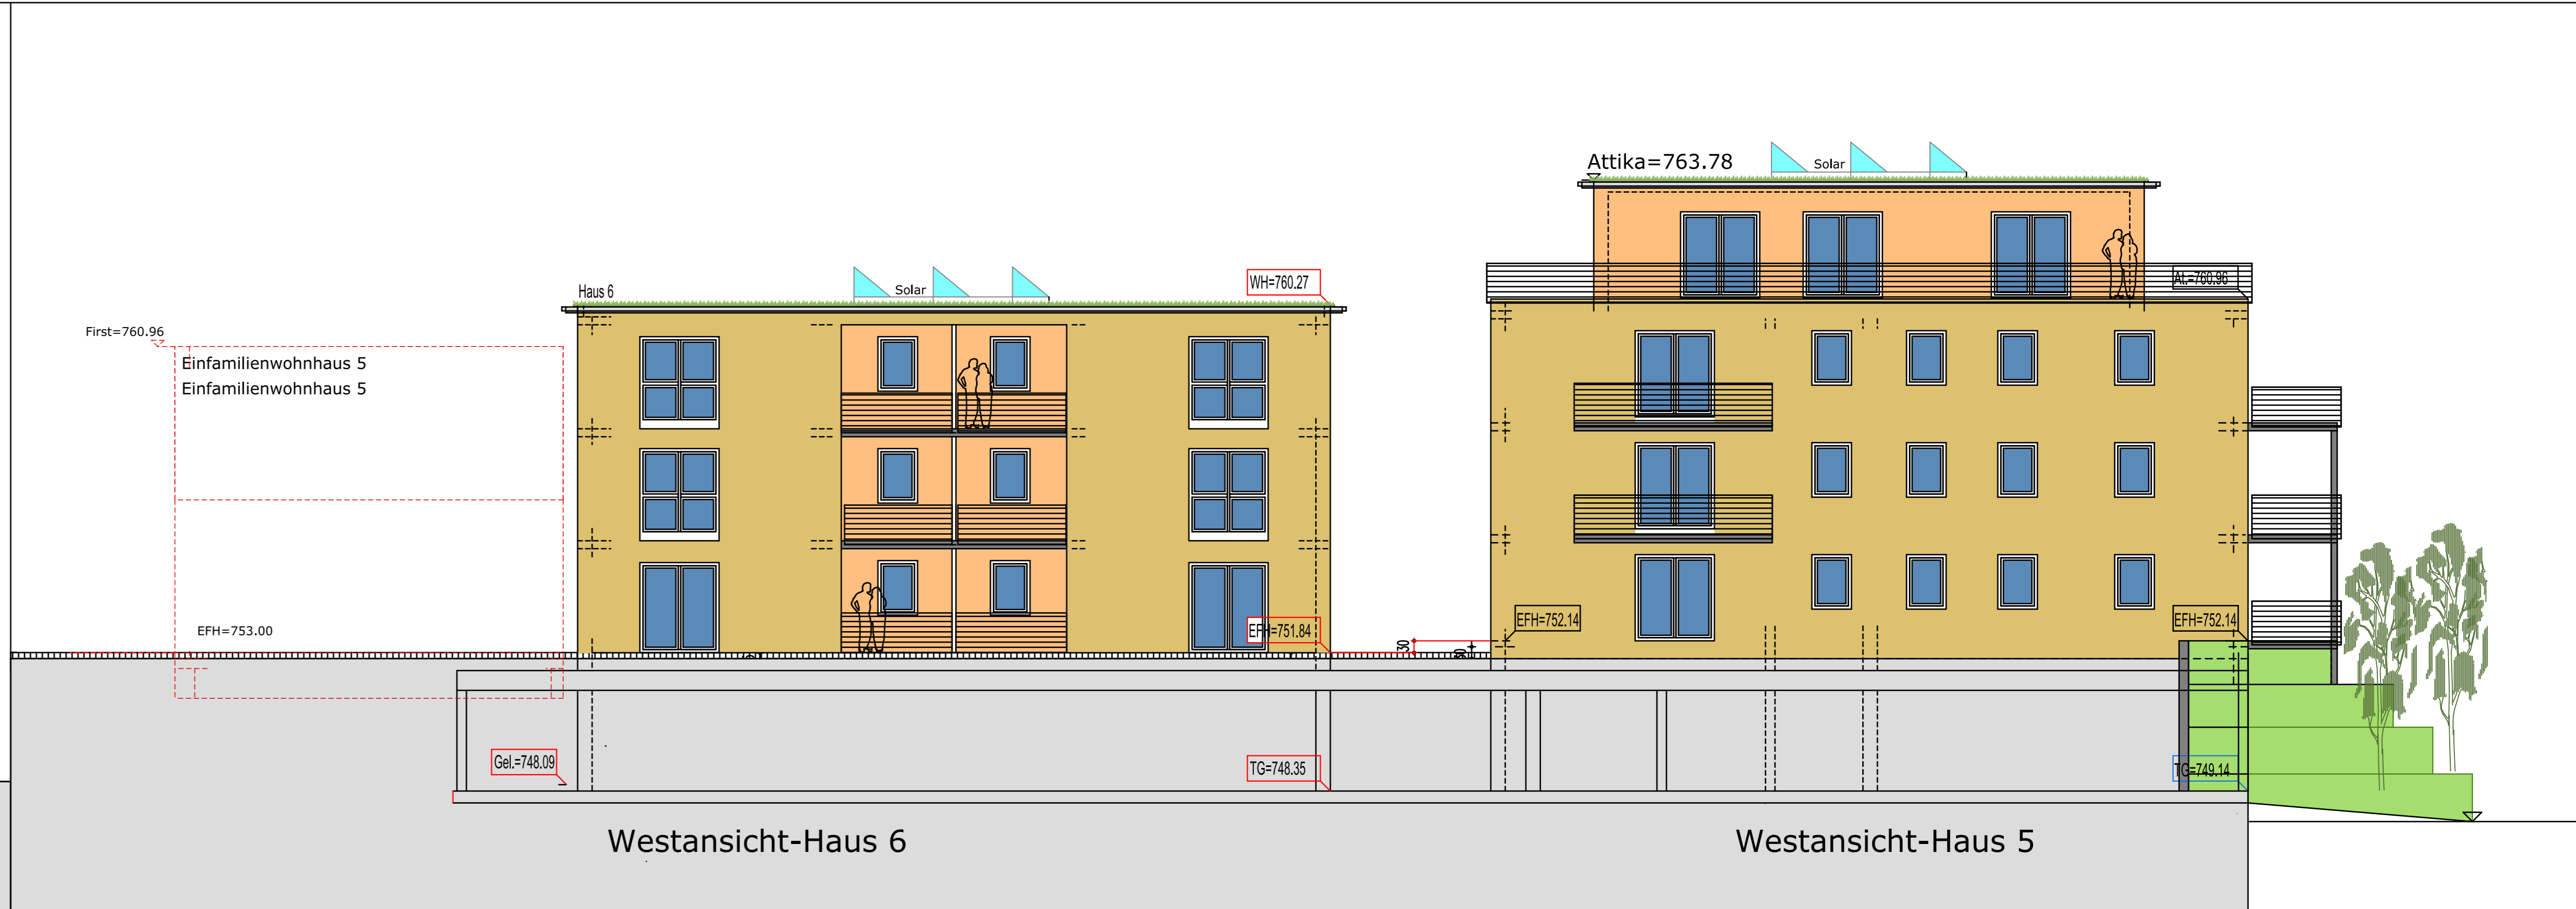 Attika=763.78
Solar
Haus 6
Solar
WH=760.27
At.=760.96
First=760.96
Einfamilienwohnhaus 5
Einfamilienwohnhaus 5
EFH=753.00
EFH=751.84
30
EFH=752.14
EFH=752.14
Gel.=748.09
TG=748.35
TG=749.14
Westansicht-Haus 6
Westansicht-Haus 5